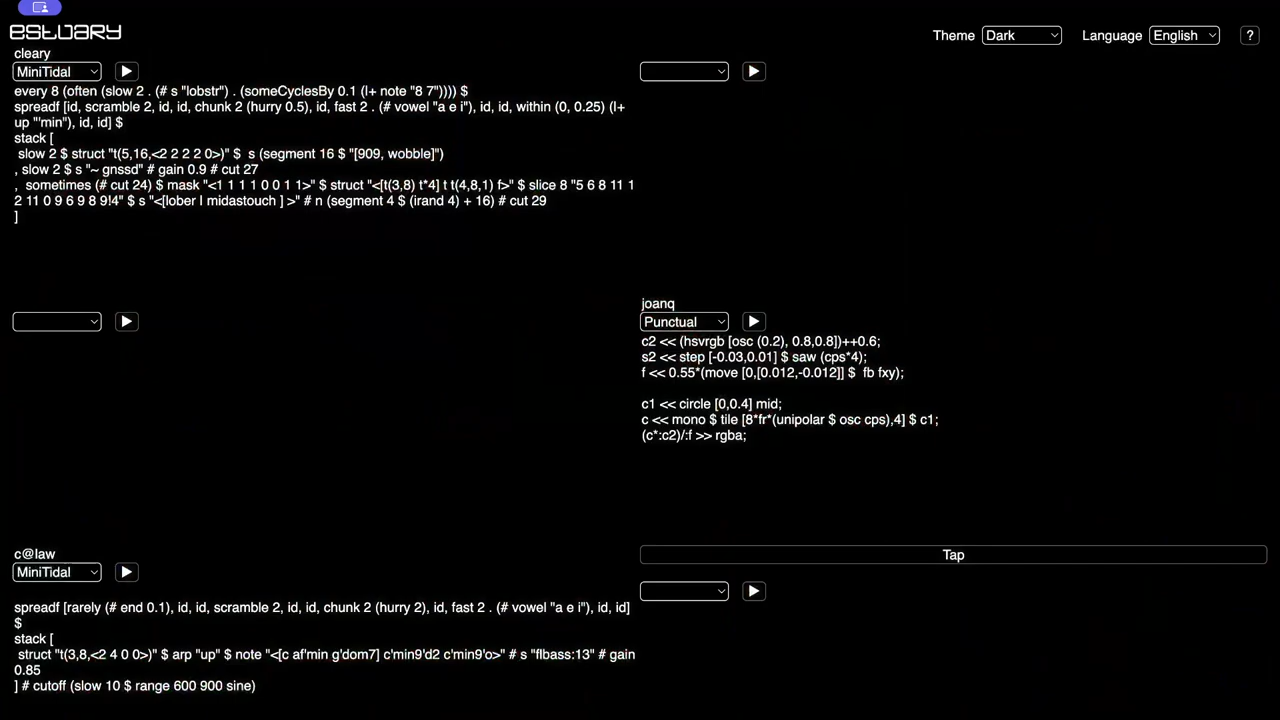 estuary
Theme Dark Language English ?
cleary
MiniTidal
every 8 (often (slow 2 . (# s "lobstr") . (someCyclesBy 0.1 (|+ note "8 7")))) $
spreadf [id, scramble 2, id, id, chunk 2 (hurry 0.5), id, fast 2 . (# vowel "a e i"), id, id, within (0, 0.25) (|+
up "'min"), id, id] $
stack [
slow 2 $ struct "t(5,16,<2 2 2 2 0>)" $  s (segment 16 $ "[909, wobble]")
, slow 2 $ s "~ gnssd" # gain 0.9 # cut 27
,  sometimes (# cut 24) $ mask "<1 1 1 1 0 0 1 1>" $ struct "<[t(3,8) t*4] t t(4,8,1) f>" $ slice 8 "5 6 8 11 1
2 11 0 9 6 9 8 9!4" $ s "<[lober | midastouch ] >" # n (segment 4 $ (irand 4) + 16) # cut 29
]
joanq
Punctual
c2 << (hsvrgb [osc (0.2), 0.8,0.8])++0.6;
s2 << step [-0.03,0.01] $ saw (cps*4);
f << 0.55*(move [0,[0.012,-0.012]] $  fb fxy);
c1 << circle [0,0.4] mid;
c << mono $ tile [8*fr*(unipolar $ osc cps),4] $ c1;
(c*:c2)/:f >> rgba;
c@law
MiniTidal
spreadf [rarely (# end 0.1), id, id, scramble 2, id, id, chunk 2 (hurry 2), id, fast 2 . (# vowel "a e i"), id, id]
$
stack [
struct "t(3,8,<2 4 0 0>)" $ arp "up" $ note "<[c af'min g'dom7] c'min9'd2 c'min9'o>" # s "flbass:13" # gain
0.85
] # cutoff (slow 10 $ range 600 900 sine)
Tap